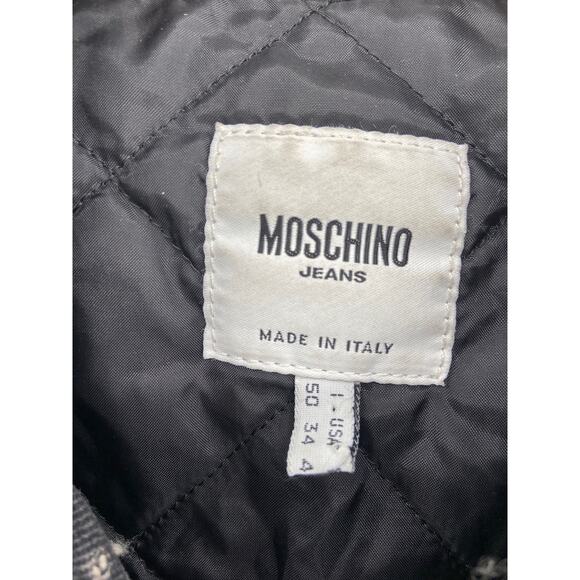 MOSCHINO
JEANS
MADE IN ITALY
I - USA
50 34 4